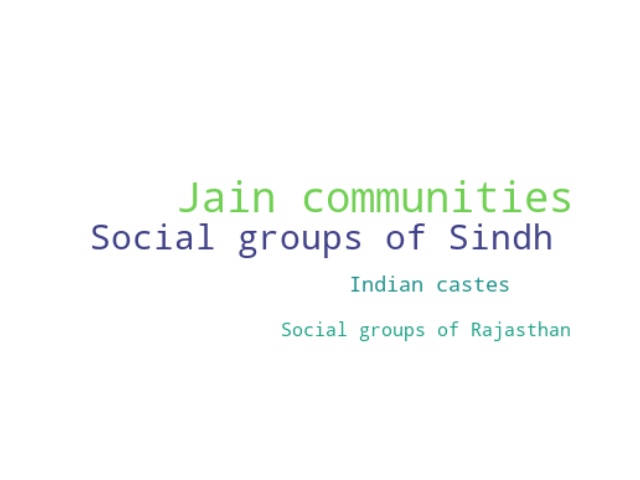 Jain communities
Social groups of Sindh
Indian castes
Social groups of Rajasthan